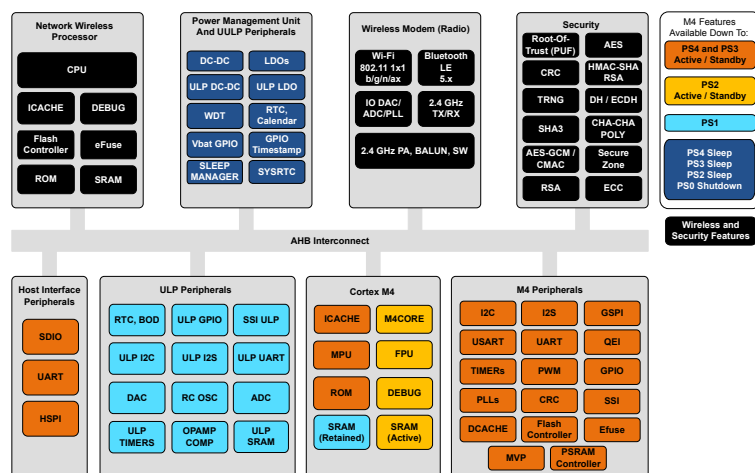 Network Wireless
Processor
CPU
ICACHE
DEBUG
Flash
Controller
eFuse
ROM
SRAM
Power Management Unit
And UULP Peripherals
DC-DC
LDOs
ULP DC-DC
ULP LDO
WDT
RTC,
Calendar
Vbat GPIO
GPIO
Timestamp
SLEEP
MANAGER
SYSRTC
Wireless Modem (Radio)
Wi-Fi
802.11 1x1
b/g/n/ax
Bluetooth
LE
5.x
IO DAC/
ADC/PLL
2.4 GHz
TX/RX
2.4 GHz PA, BALUN, SW
Security
Root-Of-
Trust (PUF)
AES
CRC
HMAC-SHA
RSA
TRNG
DH / ECDH
SHA3
CHA-CHA
POLY
AES-GCM /
CMAC
Secure
Zone
RSA
ECC
M4 Features
Available Down To:
PS4 and PS3
Active / Standby
PS2
Active / Standby
PS1
PS4 Sleep
PS3 Sleep
PS2 Sleep
PS0 Shutdown
Wireless and
Security Features
AHB Interconnect
Host Interface
Peripherals
SDIO
UART
HSPI
ULP Peripherals
RTC, BOD
ULP GPIO
SSI ULP
ULP I2C
ULP I2S
ULP UART
DAC
RC OSC
ADC
ULP
TIMERS
OPAMP
COMP
ULP
SRAM
Cortex M4
ICACHE
M4CORE
MPU
FPU
ROM
DEBUG
SRAM
(Retained)
SRAM
(Active)
M4 Peripherals
I2C
I2S
GSPI
USART
UART
QEI
TIMERs
PWM
GPIO
PLLs
CRC
SSI
DCACHE
Flash
Controller
Efuse
MVP
PSRAM
Controller